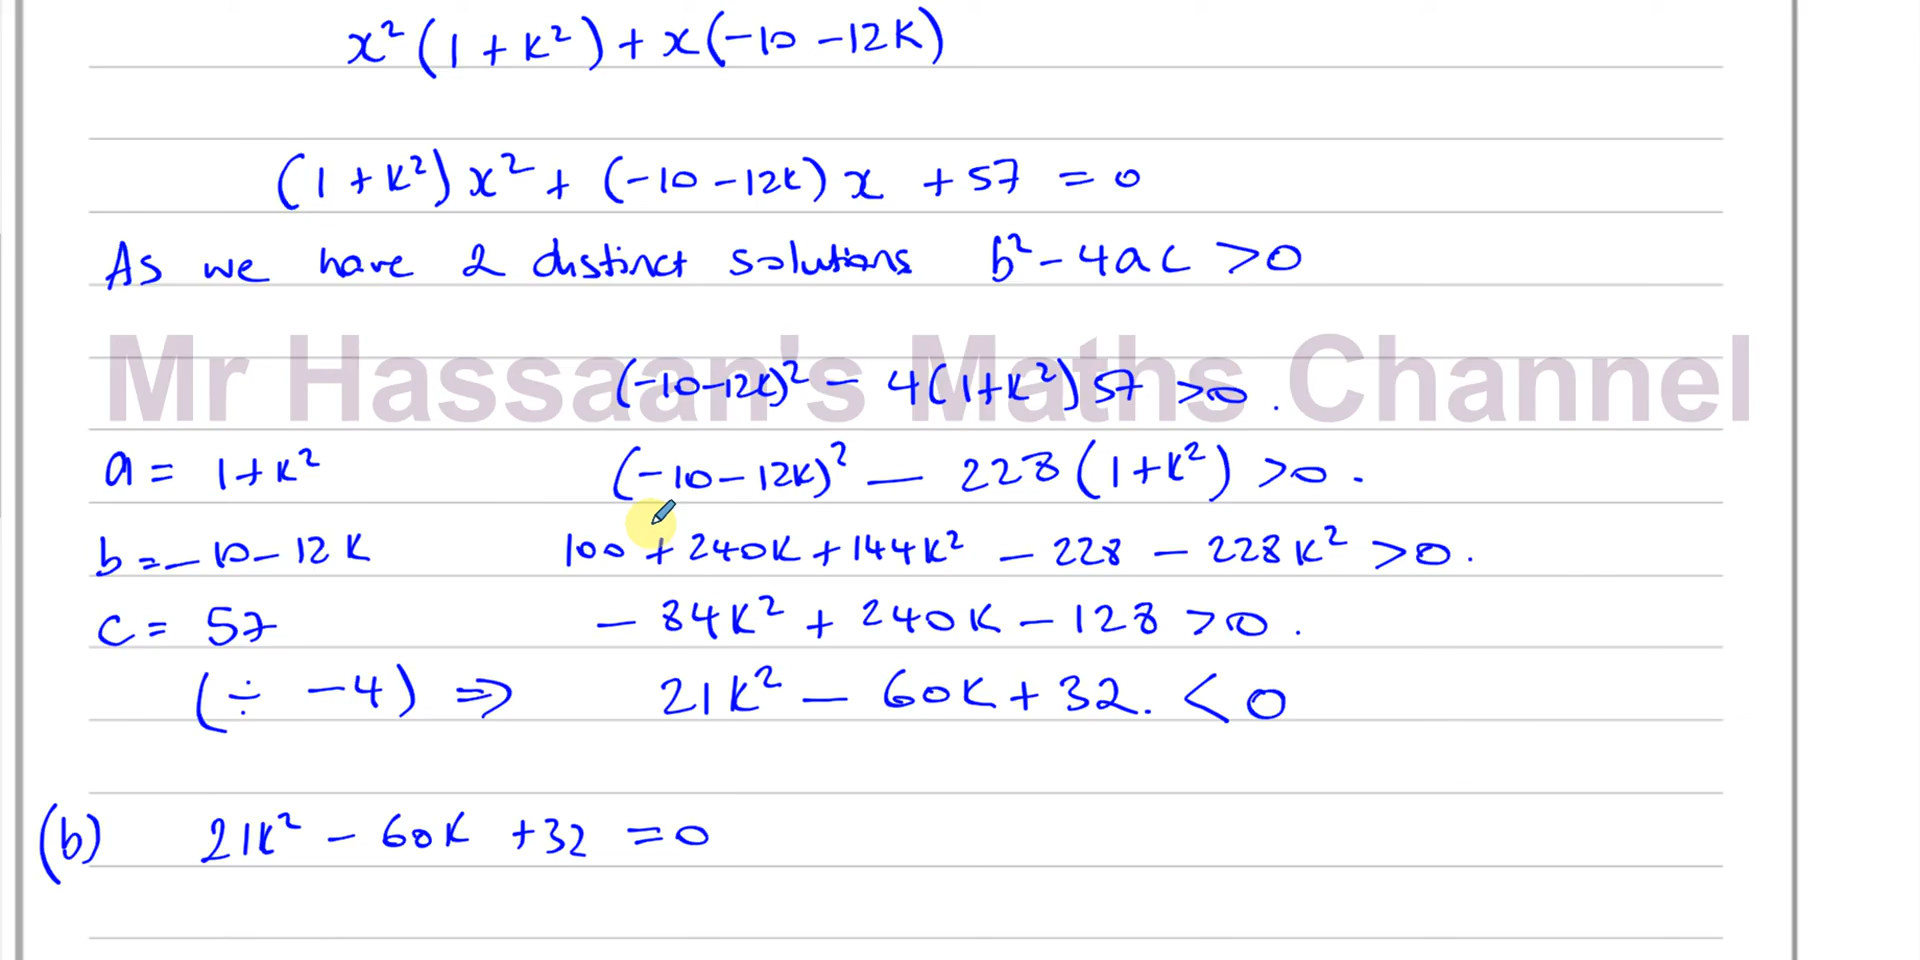 x²(1+k²)+x(-10-12k)
(1+k²)x²+(-10-12k)x+57=0
As we have 2 distinct solutions b²-4ac>0
Mr Hassaan's Maths Channel
(-10-12k)²-4(1+k²)57>0.
a=1+k² (-10-12k)²-228(1+k²)>0.
b=-10-12k 100+240k+144k²-228-228k²>0.
c=57 -84k²+240k-128>0.
(÷-4)⇒ 21k²-60k+32.<0
(b) 21k²-60k+32=0